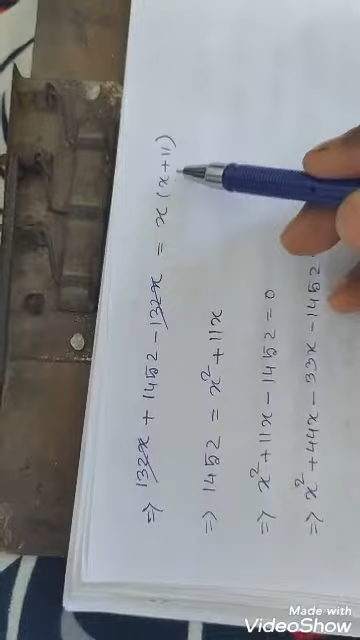 ⇒ 132x + 1452 - 132x = x (x+11)
⇒ 1452 = x² + 11x
⇒ x² + 11x - 1452 = 0
⇒ x² + 44x - 33x - 1452
Made with
VideoShow